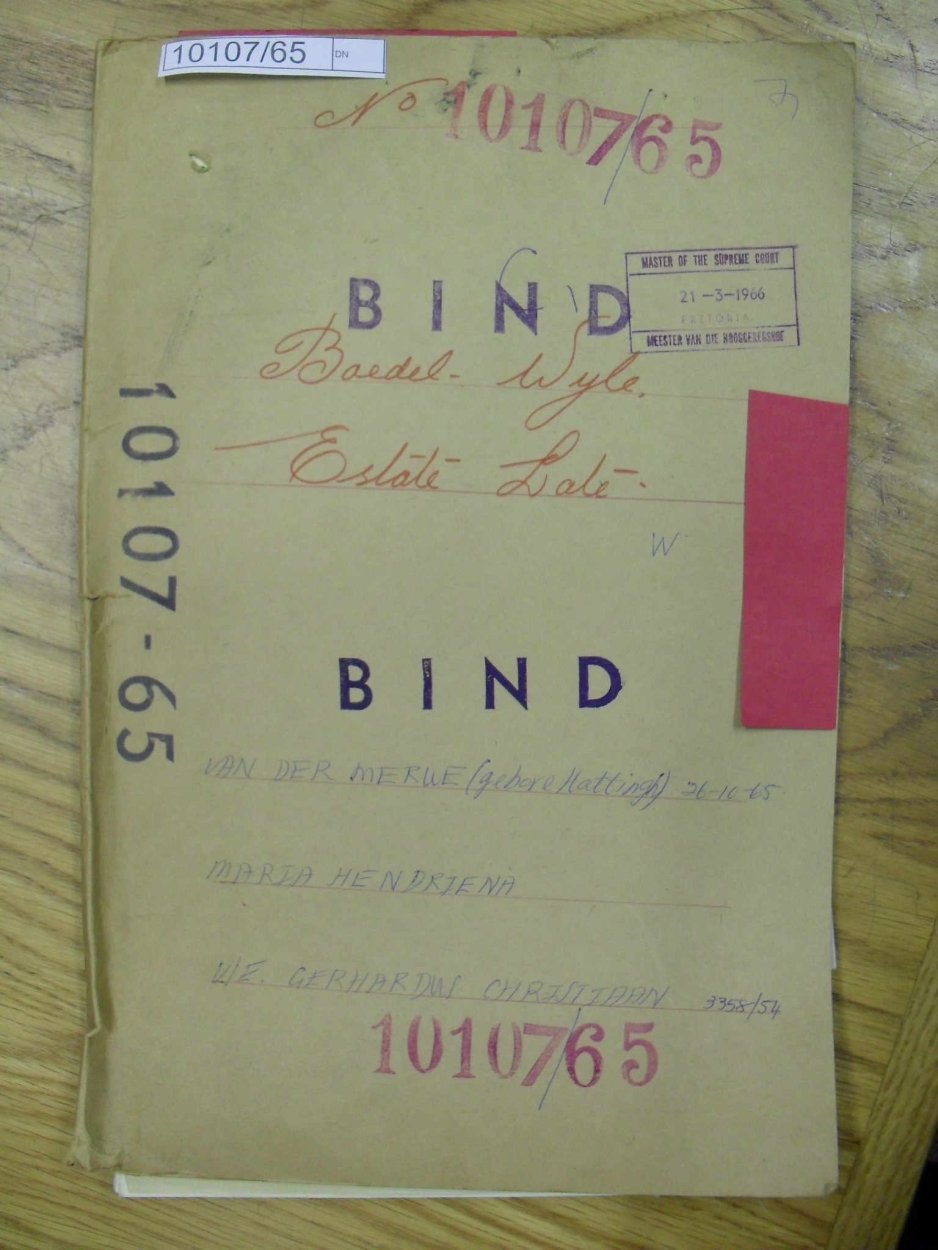 10107/65 DN
No 10107/65
BIND
MASTER OF THE SUPREME COURT
21-3-1966
PRETORIA
MEESTER VAN DIE HOOGGEREGSHOF
Boedel- Wyle.
Estate Late-
W
10107-65
BIND
VAN DER MERWE (gebore Hattingh) 26-10-65
MARIA HENDRIENA
GERHARDUS CHRISTIAAN 3358/54
10107/65